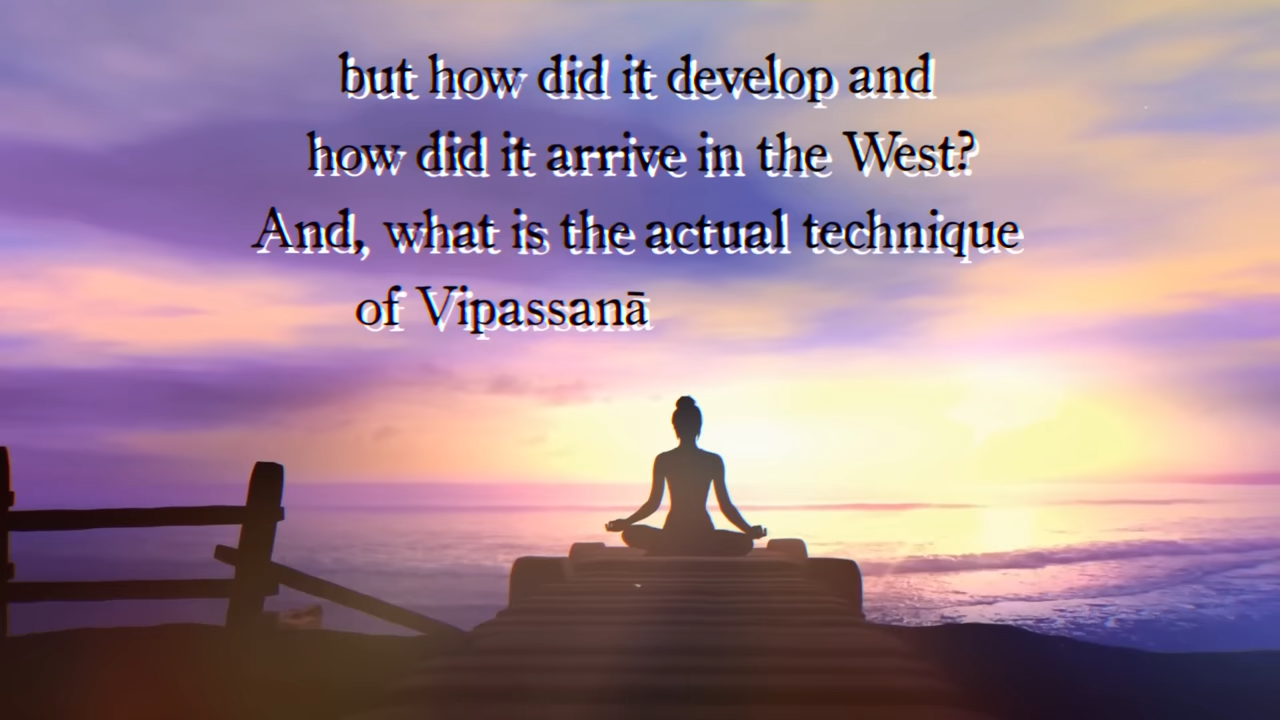 but how did it develop and
how did it arrive in the West?
And, what is the actual technique
of Vipassanā